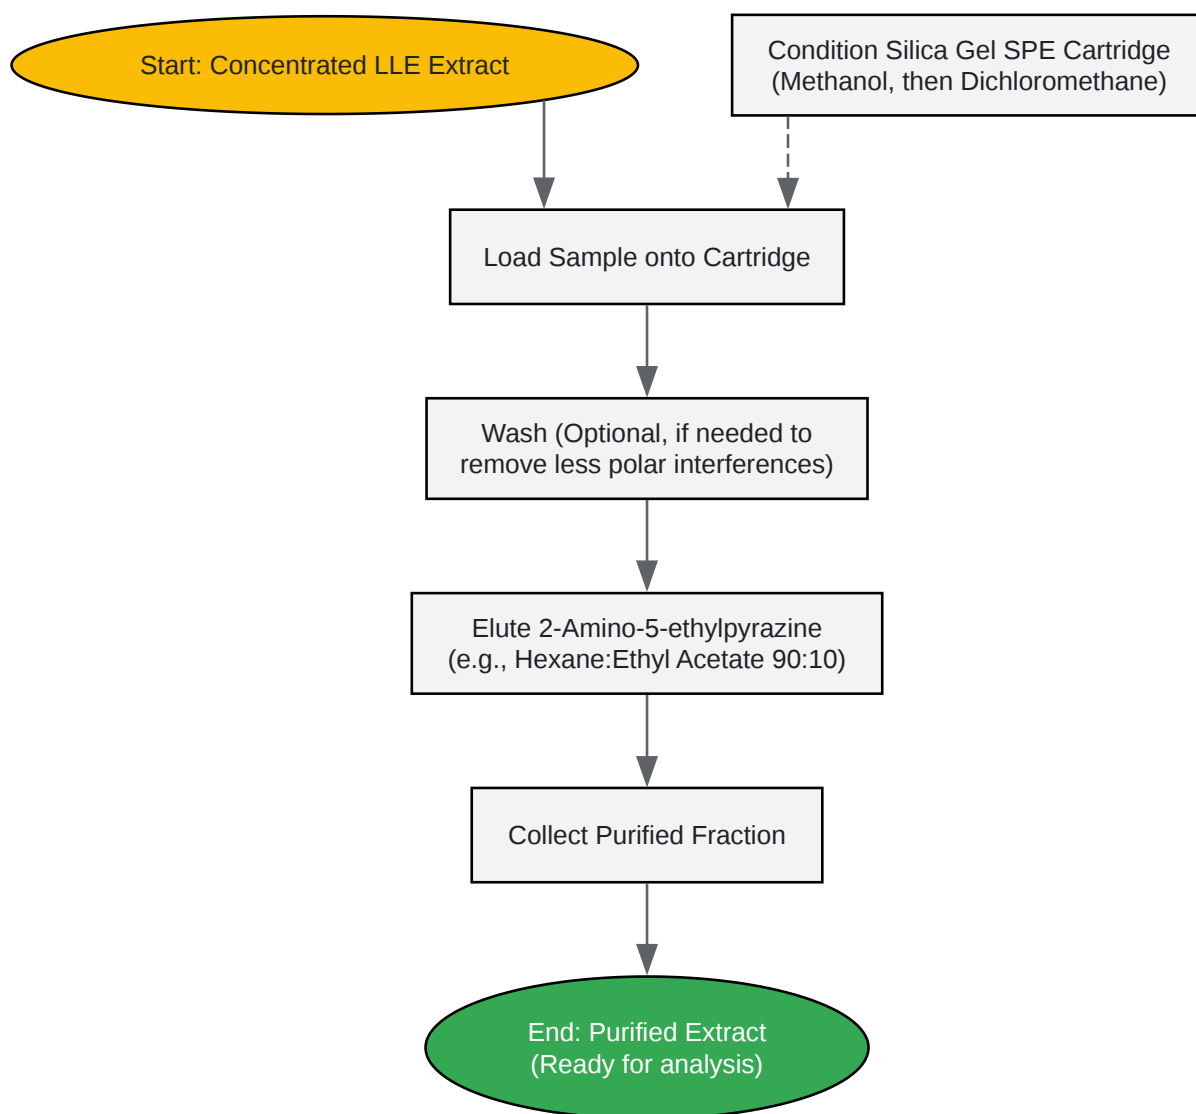 Start: Concentrated LLE Extract
Condition Silica Gel SPE Cartridge
(Methanol, then Dichloromethane)
Load Sample onto Cartridge
Wash (Optional, if needed to
remove less polar interferences)
Elute 2-Amino-5-ethylpyrazine
(e.g., Hexane:Ethyl Acetate 90:10)
Collect Purified Fraction
End: Purified Extract
(Ready for analysis)